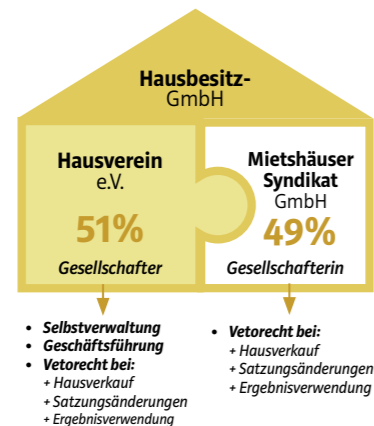 Hausbesitz-
GmbH
Hausverein
e.V.
51%
Gesellschafter
Mietshäuser
Syndikat
GmbH
49%
Gesellschafterin
• Selbstverwaltung
• Geschäftsführung
• Vetorecht bei:
+ Hausverkauf
+ Satzungsänderungen
+ Ergebnisverwendung
• Vetorecht bei:
+ Hausverkauf
+ Satzungsänderungen
+ Ergebnisverwendung